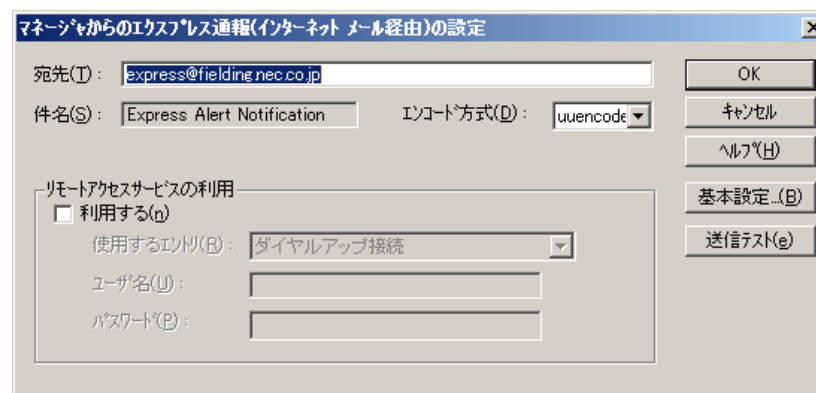 マネージャからのエクスプレス通報(インターネット メール経由)の設定
宛先(T): express@fielding.nec.co.jp
OK
件名(S): Express Alert Notification エンコード方式(D): uuencode
キャンセル
ヘルプ(H)
リモートアクセスサービスの利用
基本設定...(B)
利用する(n)
使用するエントリ(R): ダイヤルアップ接続
送信テスト(e)
ユーザ名(U):
パスワード(P):